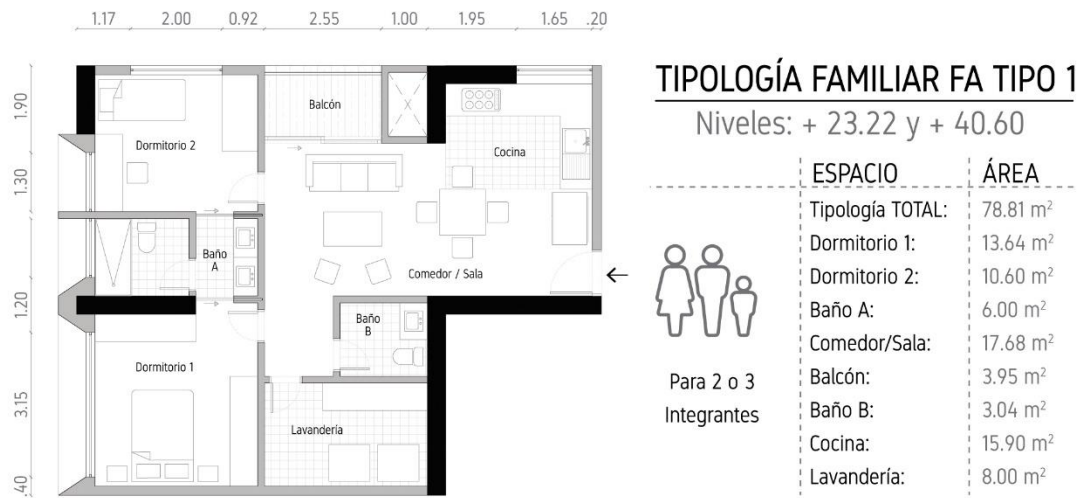 1.17 2.00 0.92 2.55 1.00 1.95 1.65 .20
1.90
1.30
1.20
3.15
.40
Balcón
Dormitorio 2
Cocina
Baño
A
Comedor / Sala
Baño
B
Dormitorio 1
Lavandería
TIPOLOGÍA FAMILIAR FA TIPO 1
Niveles: + 23.22 y + 40.60
ESPACIO ÁREA
Tipología TOTAL: 78.81 m²
Dormitorio 1: 13.64 m²
Dormitorio 2: 10.60 m²
Baño A: 6.00 m²
Comedor/Sala: 17.68 m²
Balcón: 3.95 m²
Baño B: 3.04 m²
Cocina: 15.90 m²
Lavandería: 8.00 m²
Para 2 o 3
Integrantes